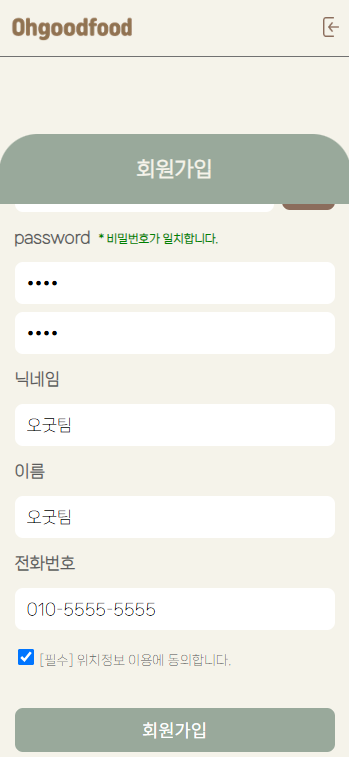 Ohgoodfood
회원가입
password * 비밀번호가 일치합니다.
••••
••••
닉네임
오굿팀
이름
오굿팀
전화번호
010-5555-5555
[필수] 위치정보 이용에 동의합니다.
회원가입